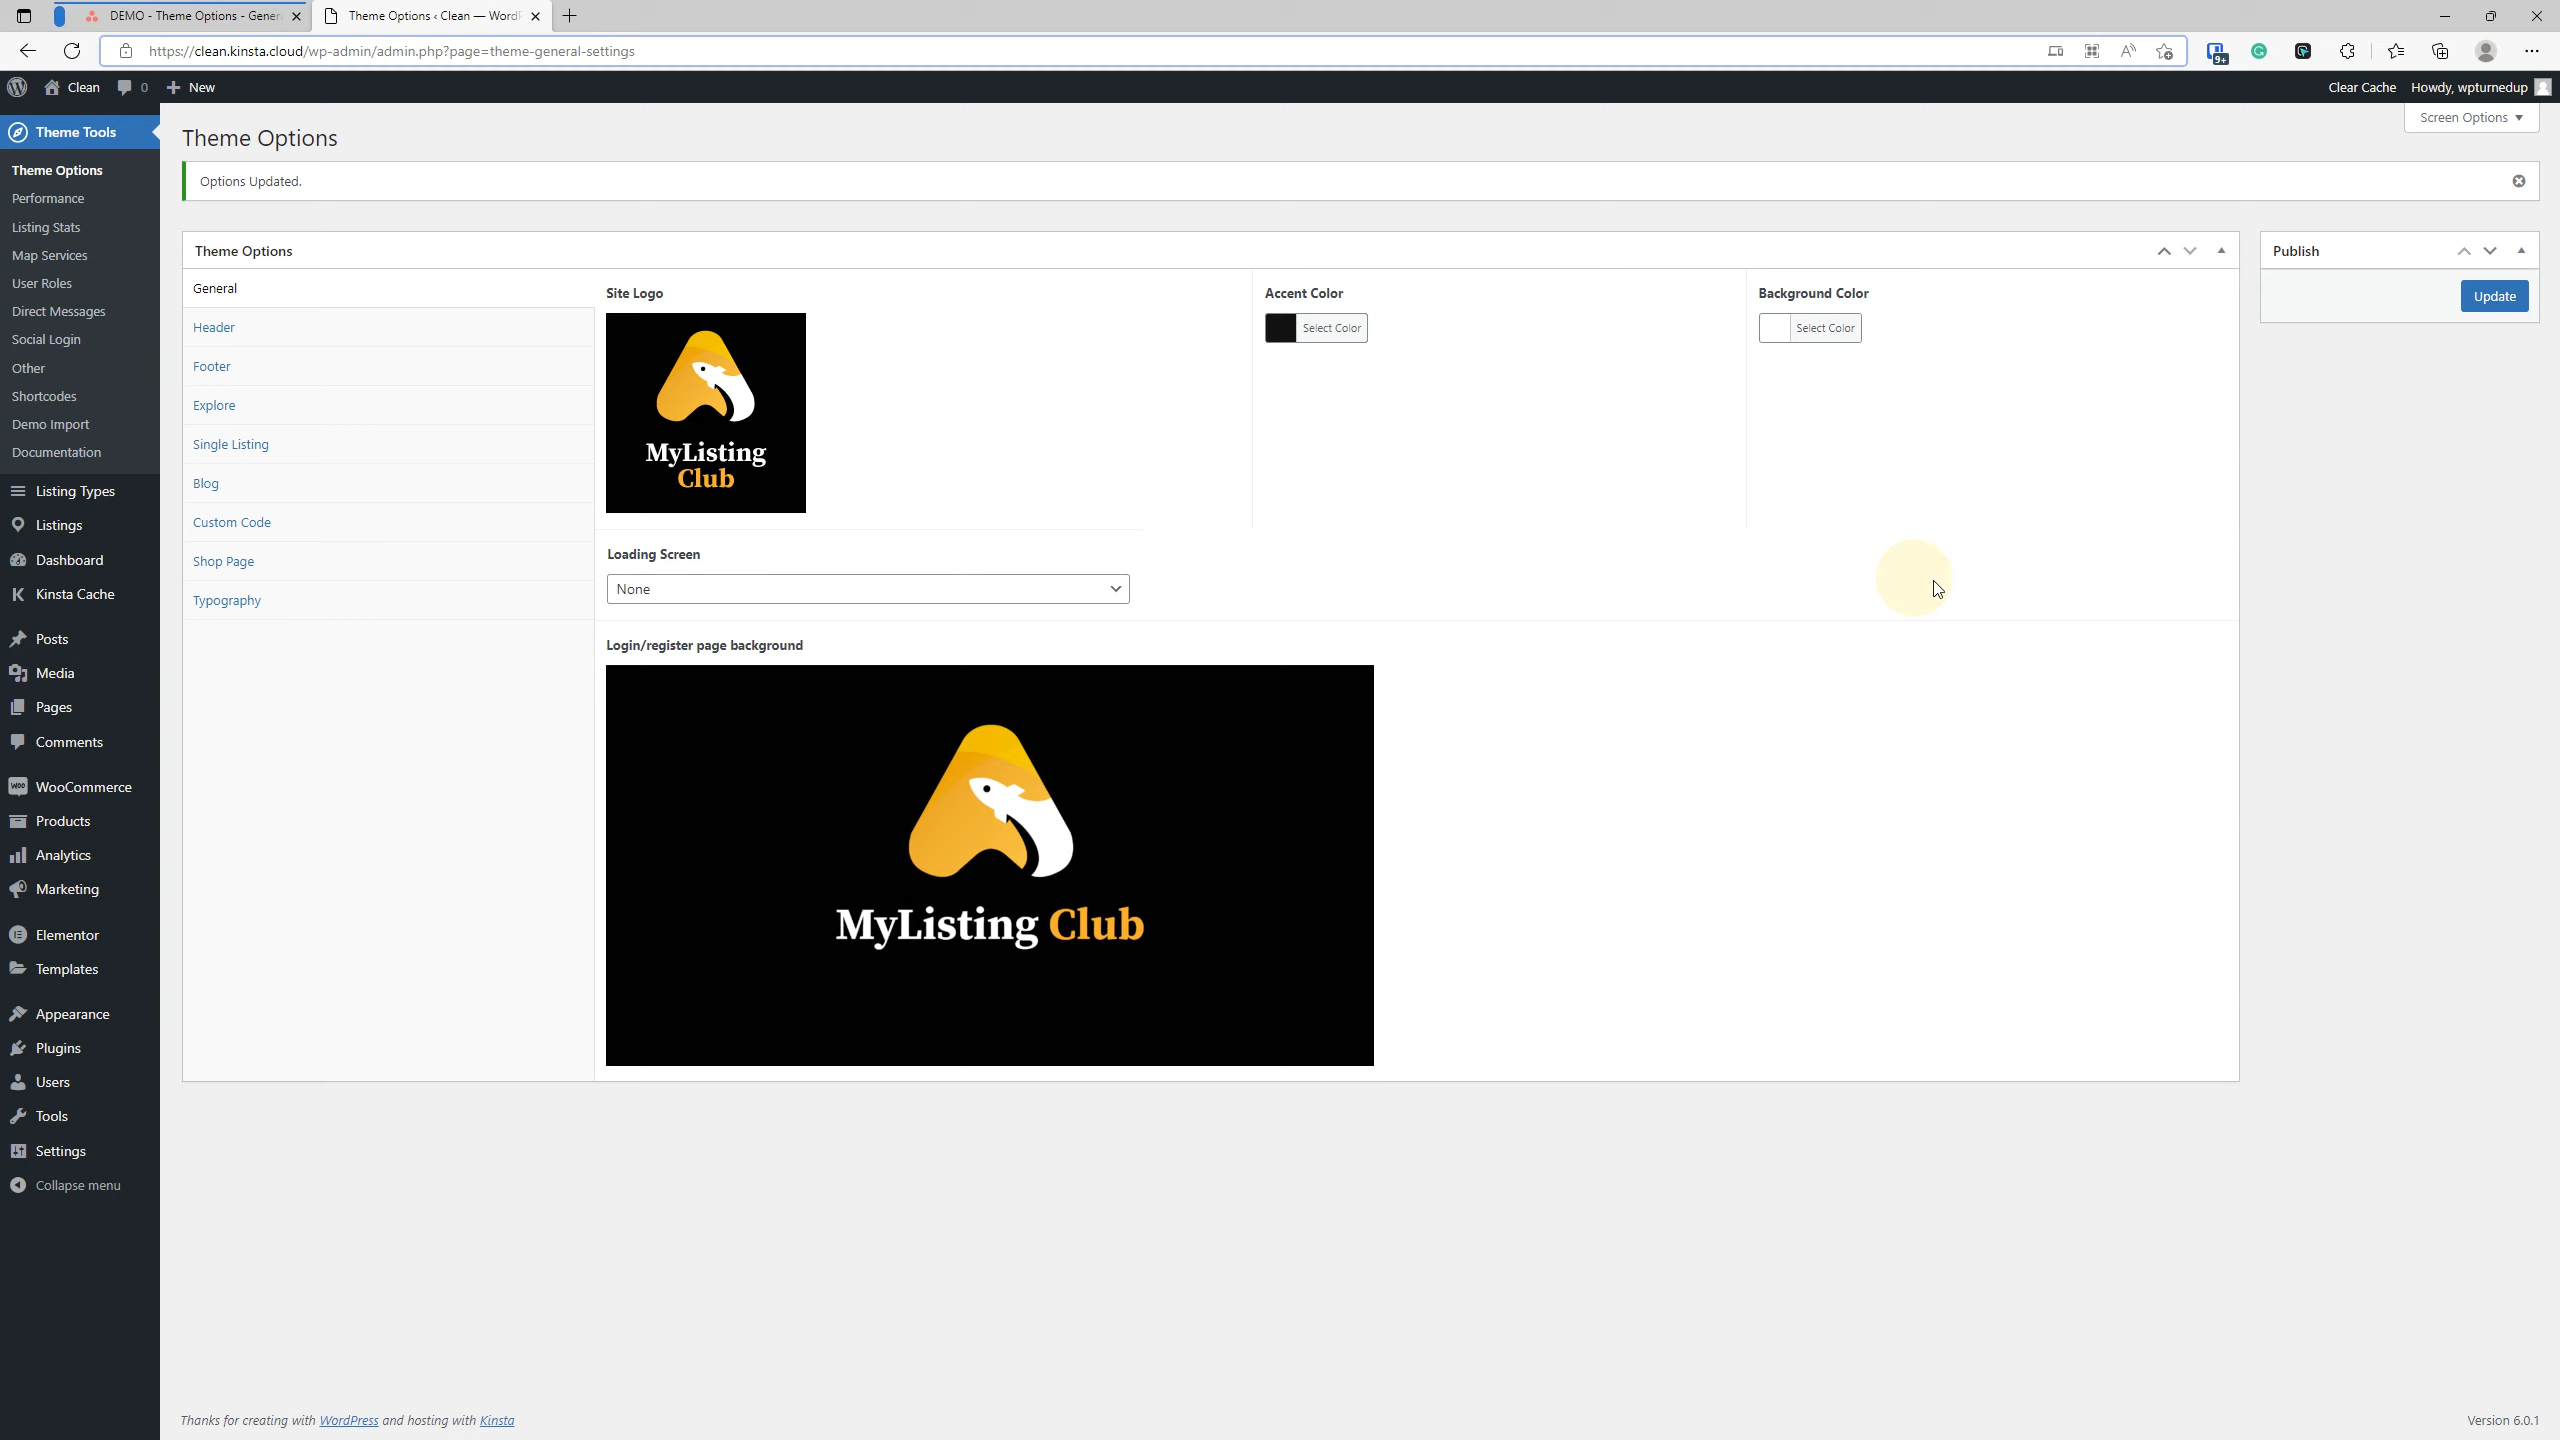 DEMO - Theme Options - Gener
Theme Options ‹ Clean — WordP
https://clean.kinsta.cloud/wp-admin/admin.php?page=theme-general-settings
9+
Clean
0
New
Clear Cache
Howdy, wpturnedup
Theme Tools
Theme Options
Performance
Listing Stats
Map Services
User Roles
Direct Messages
Social Login
Other
Shortcodes
Demo Import
Documentation
Listing Types
Listings
Dashboard
Kinsta Cache
Posts
Media
Pages
Comments
WooCommerce
Products
Analytics
Marketing
Elementor
Templates
Appearance
Plugins
Users
Tools
Settings
Collapse menu
Theme Options
Screen Options
Options Updated.
Theme Options
General
Header
Footer
Explore
Single Listing
Blog
Custom Code
Shop Page
Typography
Site Logo
MyListing
Club
Accent Color
Select Color
Background Color
Select Color
Loading Screen
None
Login/register page background
MyListing Club
Publish
Update
Thanks for creating with WordPress and hosting with Kinsta
Version 6.0.1